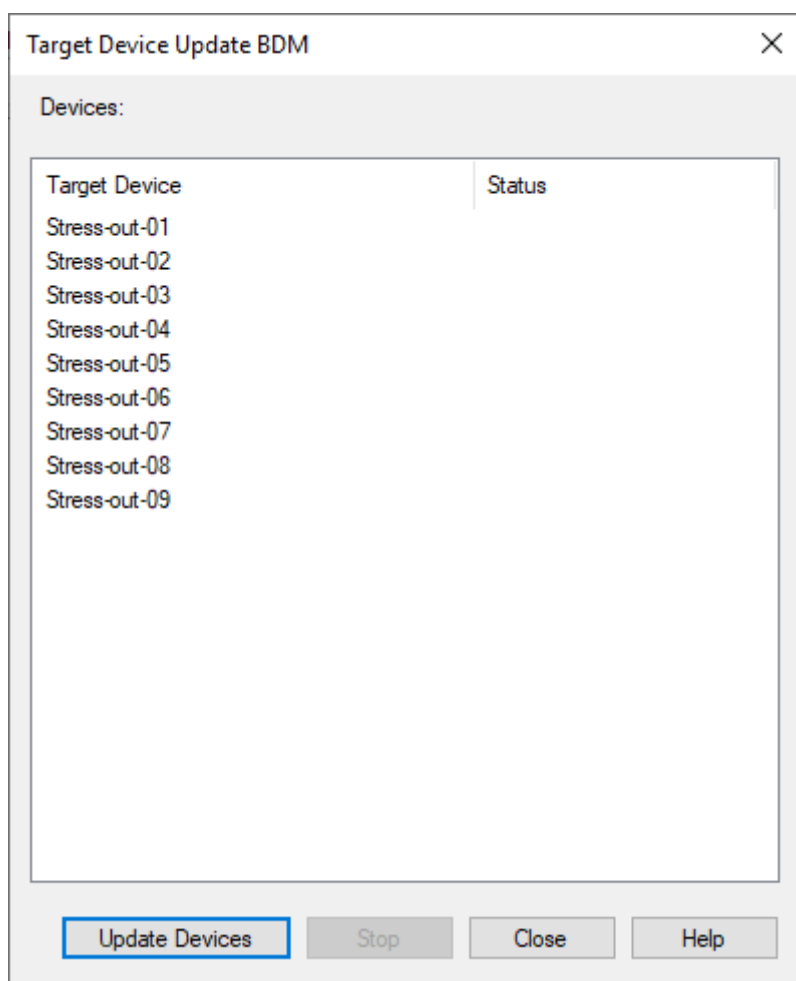 Target Device Update BDM
Devices:
Target Device Status
Stress-out-01
Stress-out-02
Stress-out-03
Stress-out-04
Stress-out-05
Stress-out-06
Stress-out-07
Stress-out-08
Stress-out-09
Update Devices Stop Close Help